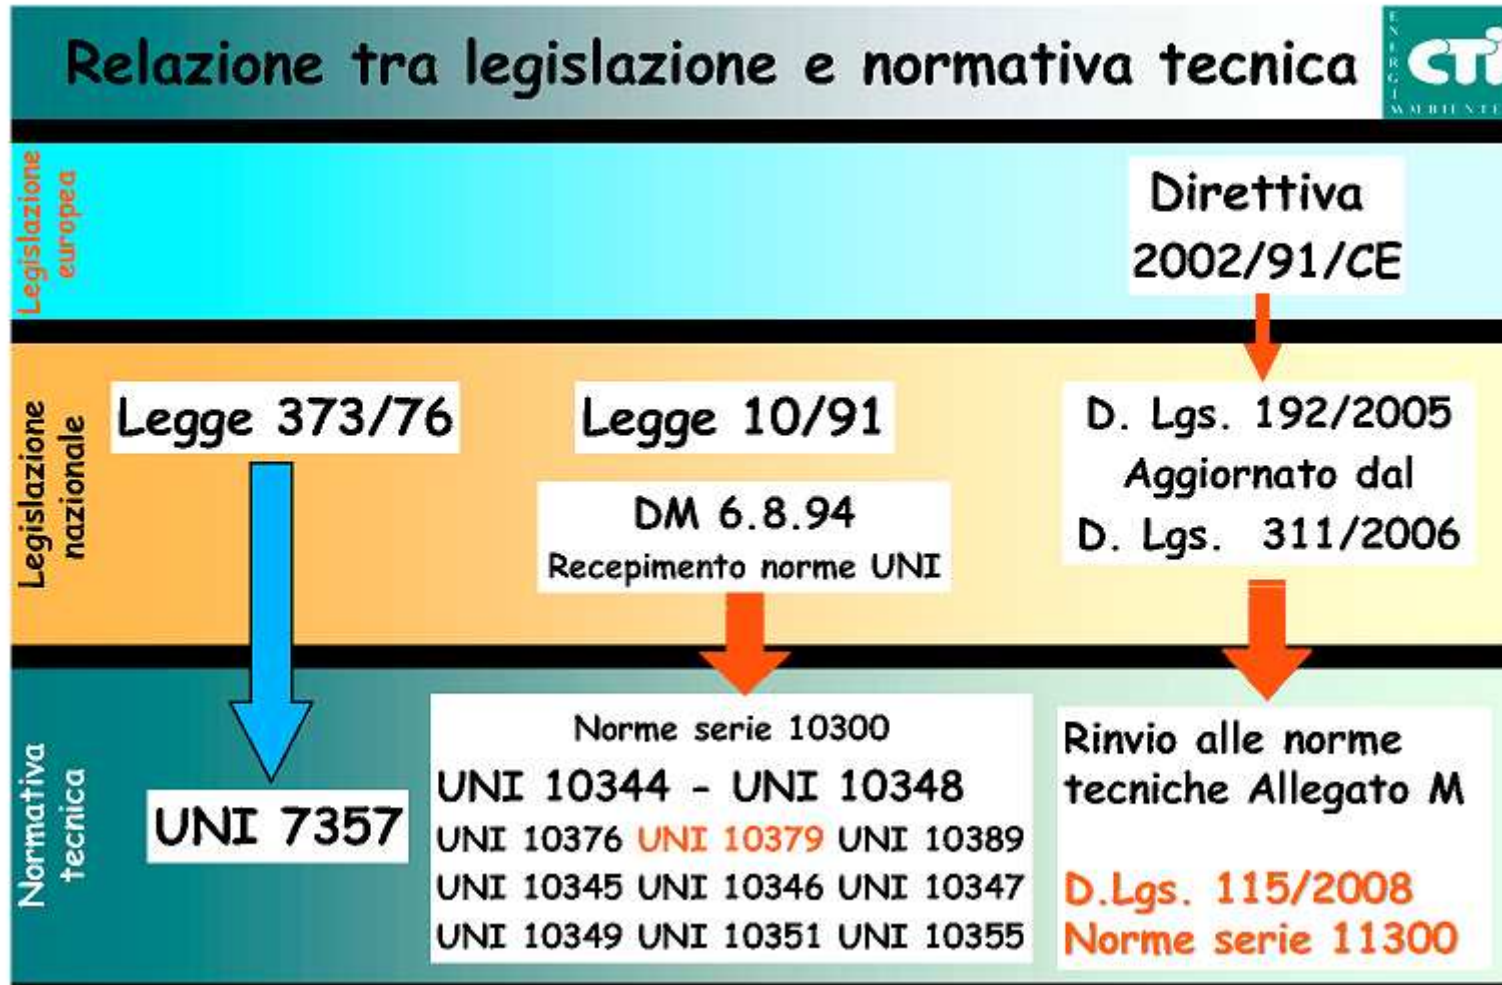 Relazione tra legislazione e normativa tecnica
ENERGIA
CTi
AMBIENTE
Legislazione
europea
Direttiva
2002/91/CE
Legislazione
nazionale
Legge 373/76
Legge 10/91
DM 6.8.94
Recepimento norme UNI
D. Lgs. 192/2005
Aggiornato dal
D. Lgs. 311/2006
Normativa
tecnica
UNI 7357
Norme serie 10300
UNI 10344 - UNI 10348
UNI 10376 UNI 10379 UNI 10389
UNI 10345 UNI 10346 UNI 10347
UNI 10349 UNI 10351 UNI 10355
Rinvio alle norme
tecniche Allegato M
D.Lgs. 115/2008
Norme serie 11300